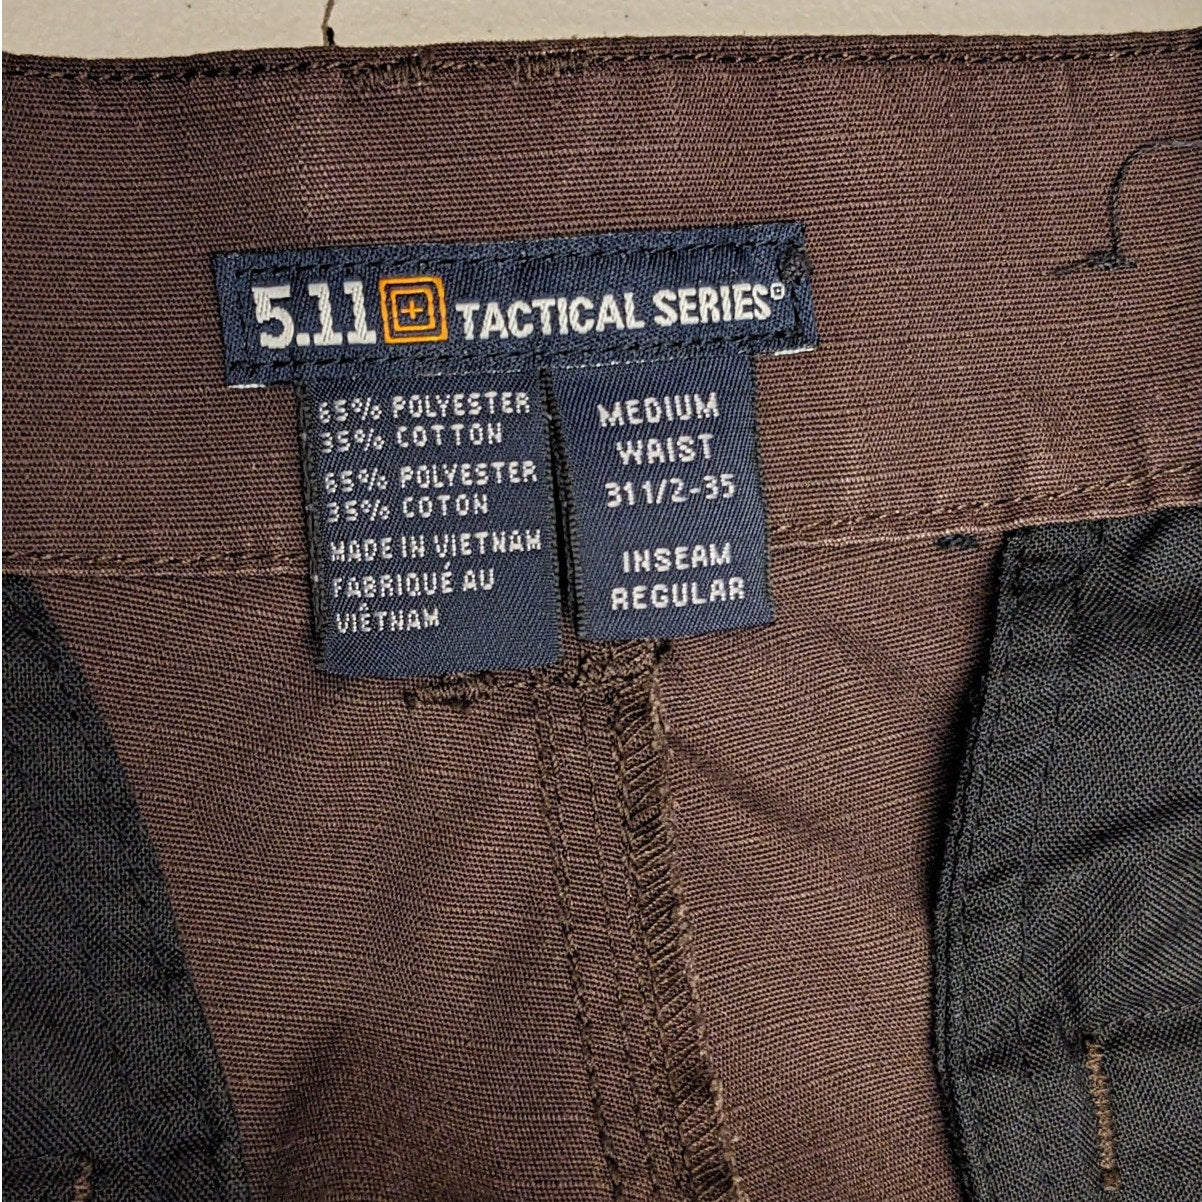 5.11 TACTICAL SERIES
65% POLYESTER
35% COTTON
65% POLYESTER
35% COTON
MADE IN VIETNAM
FABRIQUÉ AU
VIÊTNAM
MEDIUM
WAIST
31 1/2-35
INSEAM
REGULAR